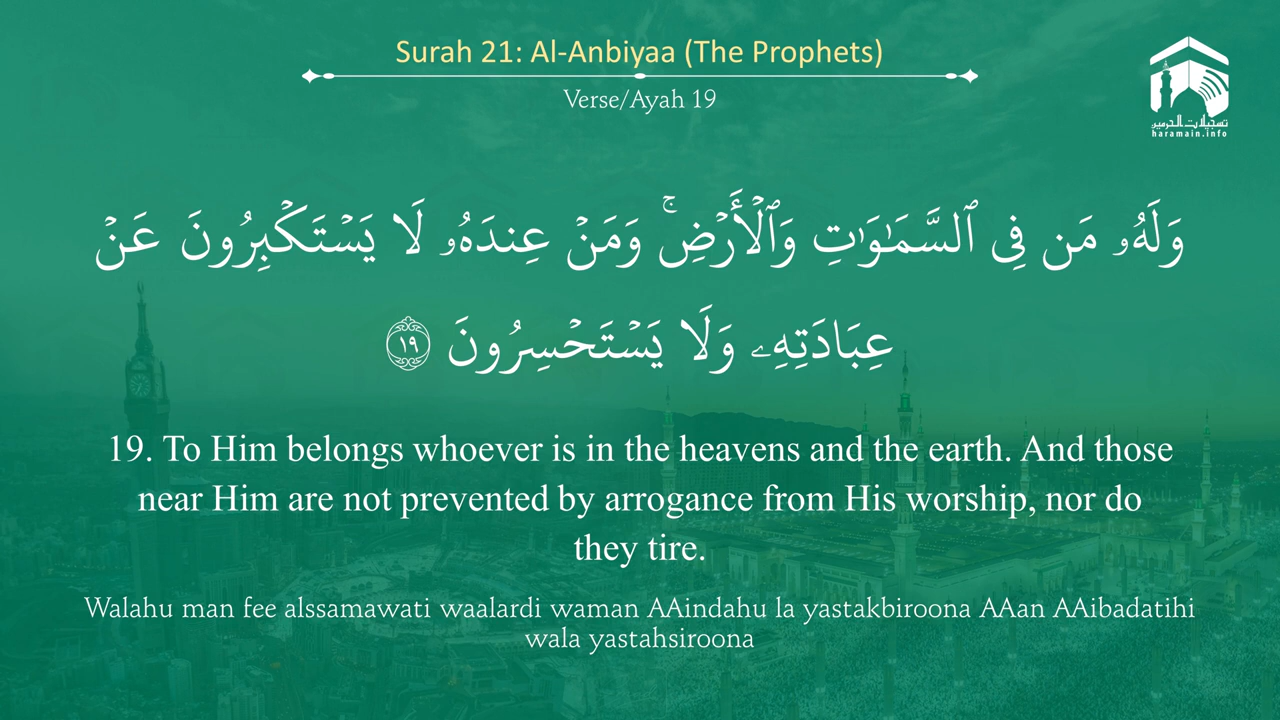 Surah 21: Al-Anbiyaa (The Prophets)
Verse/Ayah 19
تسجيلات الحرمين
haramain.info
وَلَهُۥ مَن فِى ٱلسَّمَـٰوَٰتِ وَٱلْأَرْضِ ۚ وَمَنْ عِندَهُۥ لَا يَسْتَكْبِرُونَ عَنْ
عِبَادَتِهِۦ وَلَا يَسْتَحْسِرُونَ ١٩
19. To Him belongs whoever is in the heavens and the earth. And those
near Him are not prevented by arrogance from His worship, nor do
they tire.
Walahu man fee alssamawati waalardi waman AAindahu la yastakbiroona AAan AAibadatihi
wala yastahsiroona